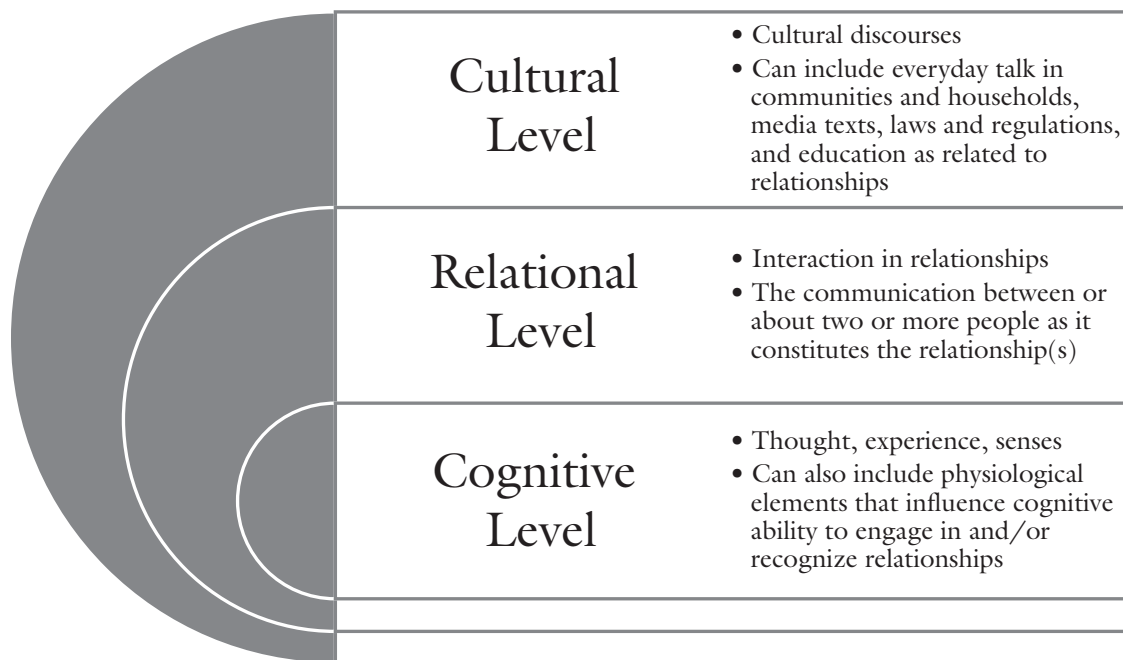 Cultural
Level
• Cultural discourses
• Can include everyday talk in
communities and households,
media texts, laws and regulations,
and education as related to
relationships
Relational
Level
• Interaction in relationships
• The communication between or
about two or more people as it
constitutes the relationship(s)
Cognitive
Level
• Thought, experience, senses
• Can also include physiological
elements that influence cognitive
ability to engage in and/or
recognize relationships